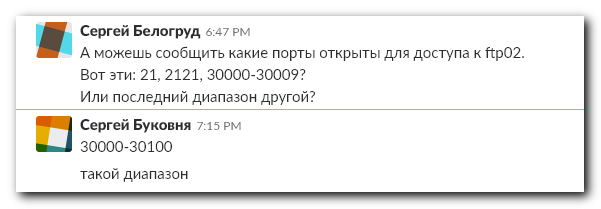 Сергей Белогруд 6:47 PM
А можешь сообщить какие порты открыты для доступа к ftp02.
Вот эти: 21, 2121, 30000-30009?
Или последний диапазон другой?
Сергей Буковня 7:15 PM
30000-30100
такой диапазон